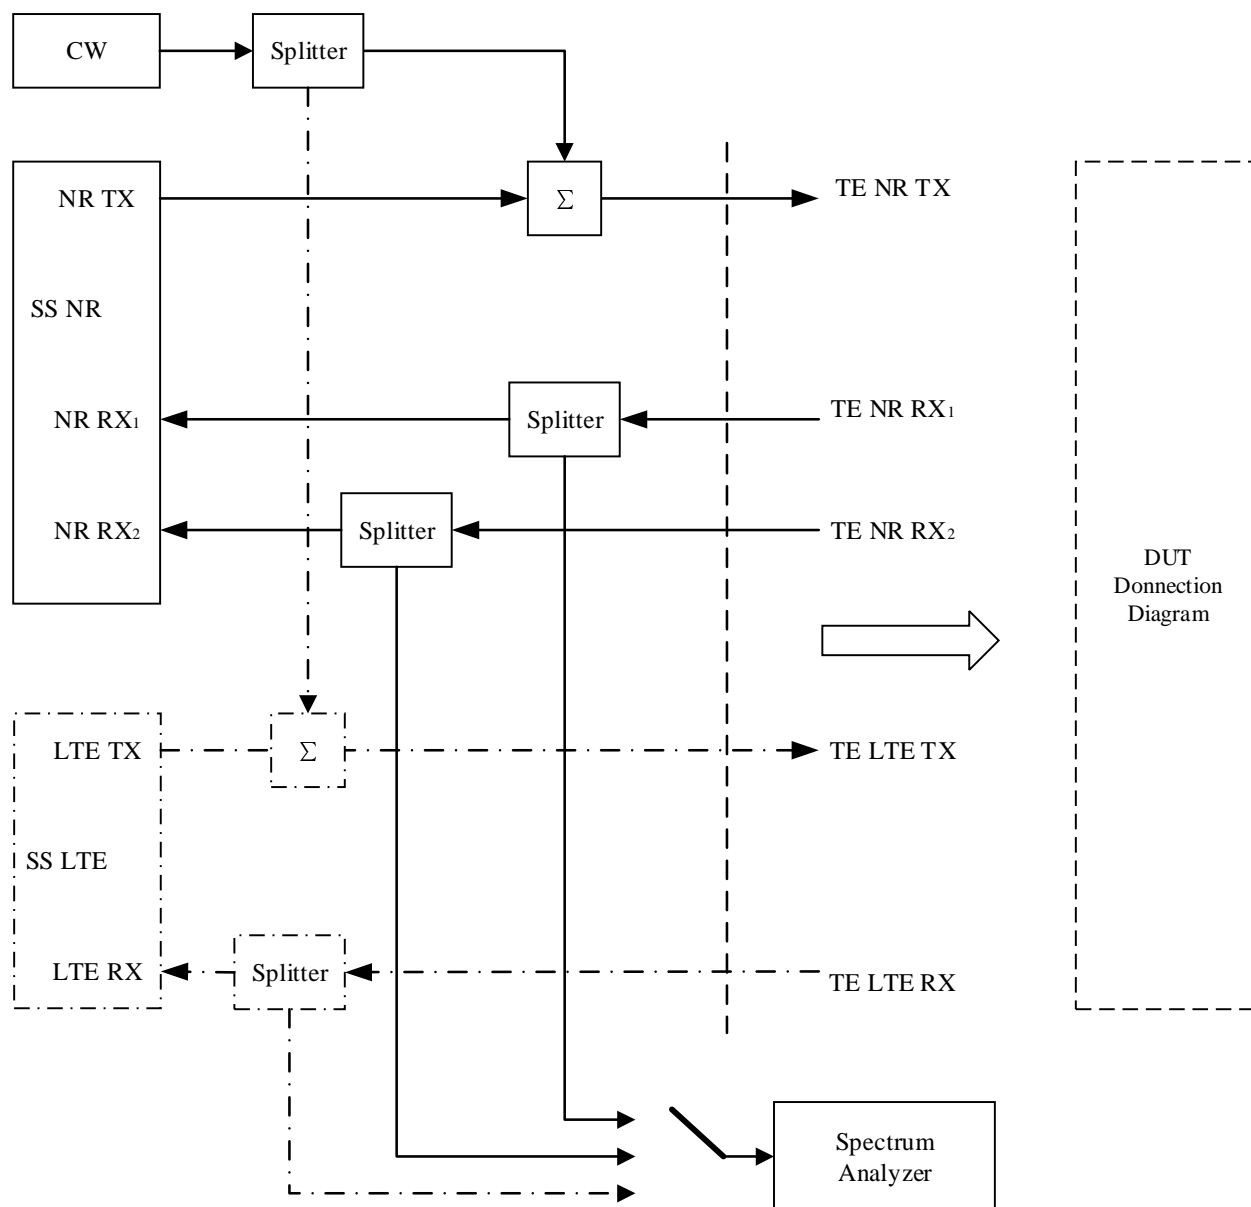 CW
Splitter
NR TX
Σ
TE NR TX
SS NR
NR RX1
Splitter
TE NR RX1
NR RX2
Splitter
TE NR RX2
DUT
Donnection
Diagram
LTE TX
Σ
TE LTE TX
SS LTE
LTE RX
Splitter
TE LTE RX
Spectrum
Analyzer